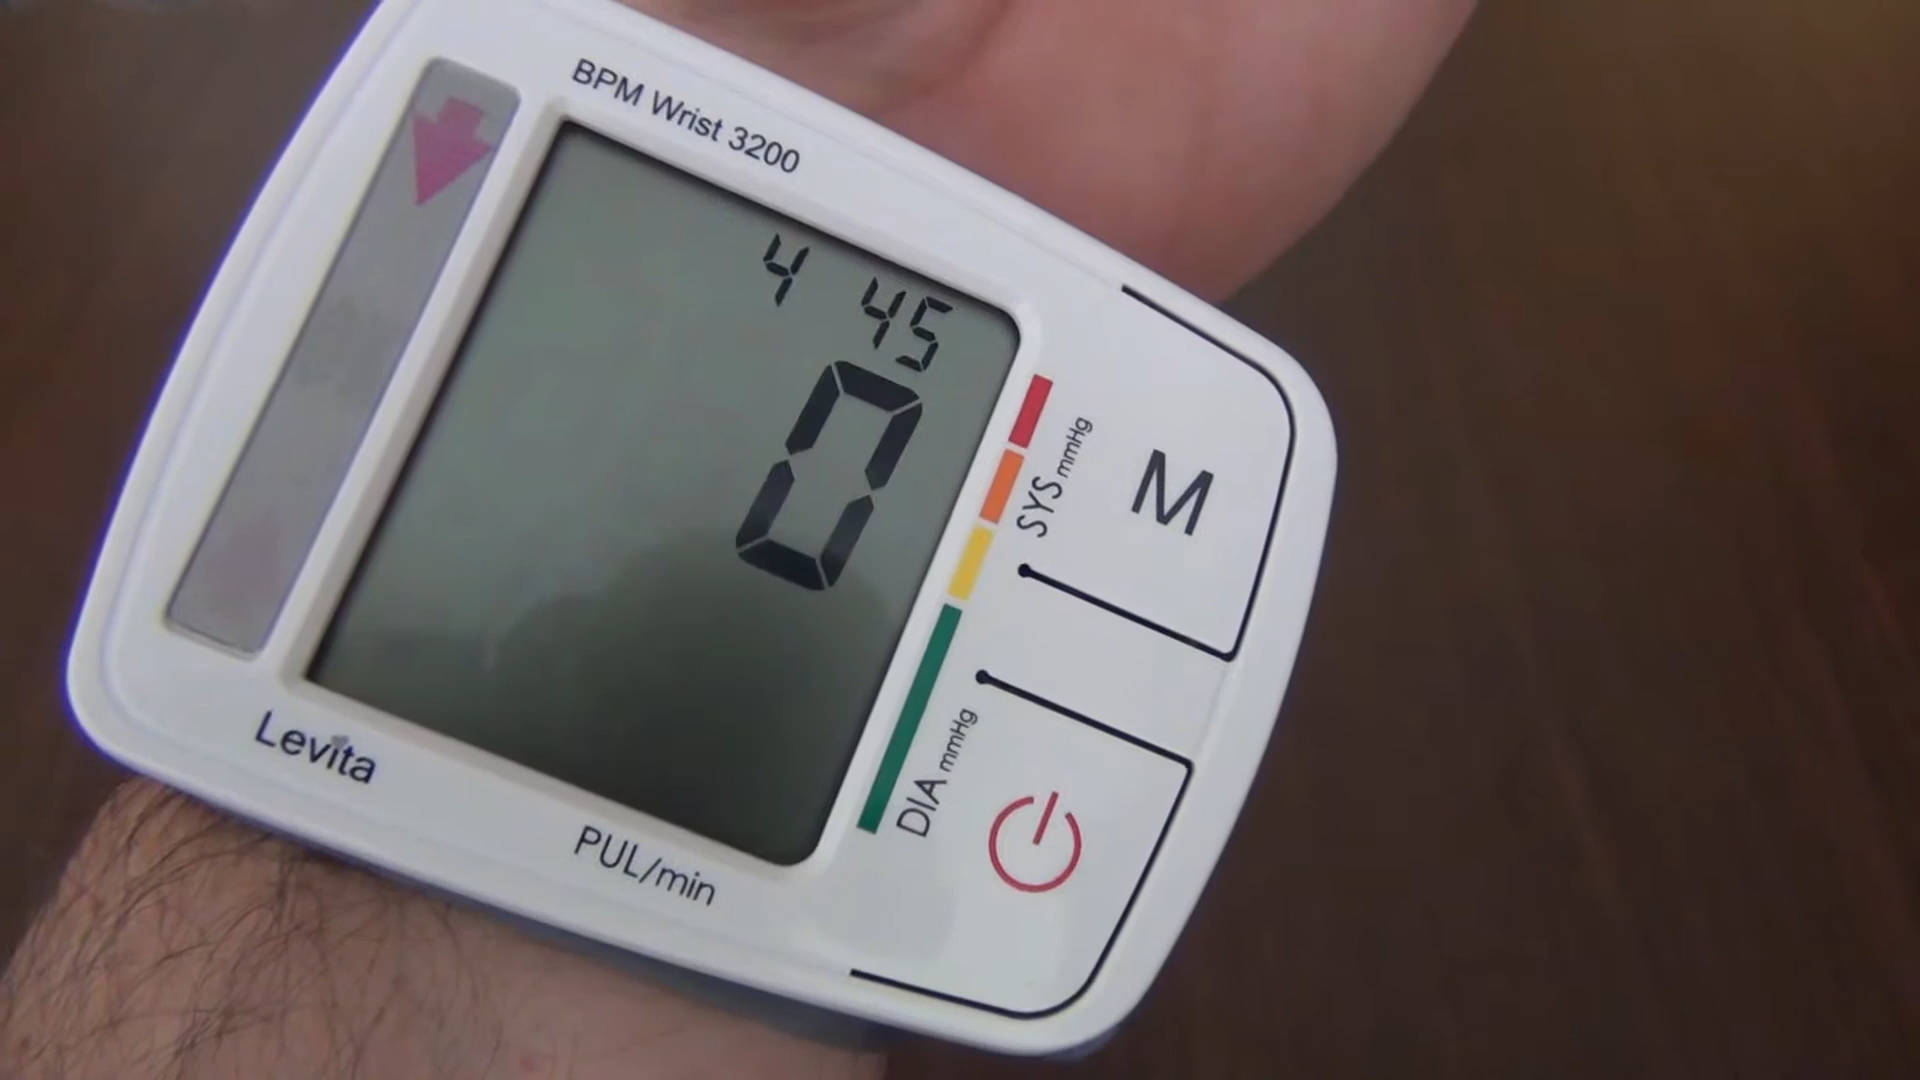 BPM Wrist 3200
4 45
0
SYS mmHg
M
DIA mmHg
Levita
PUL/min